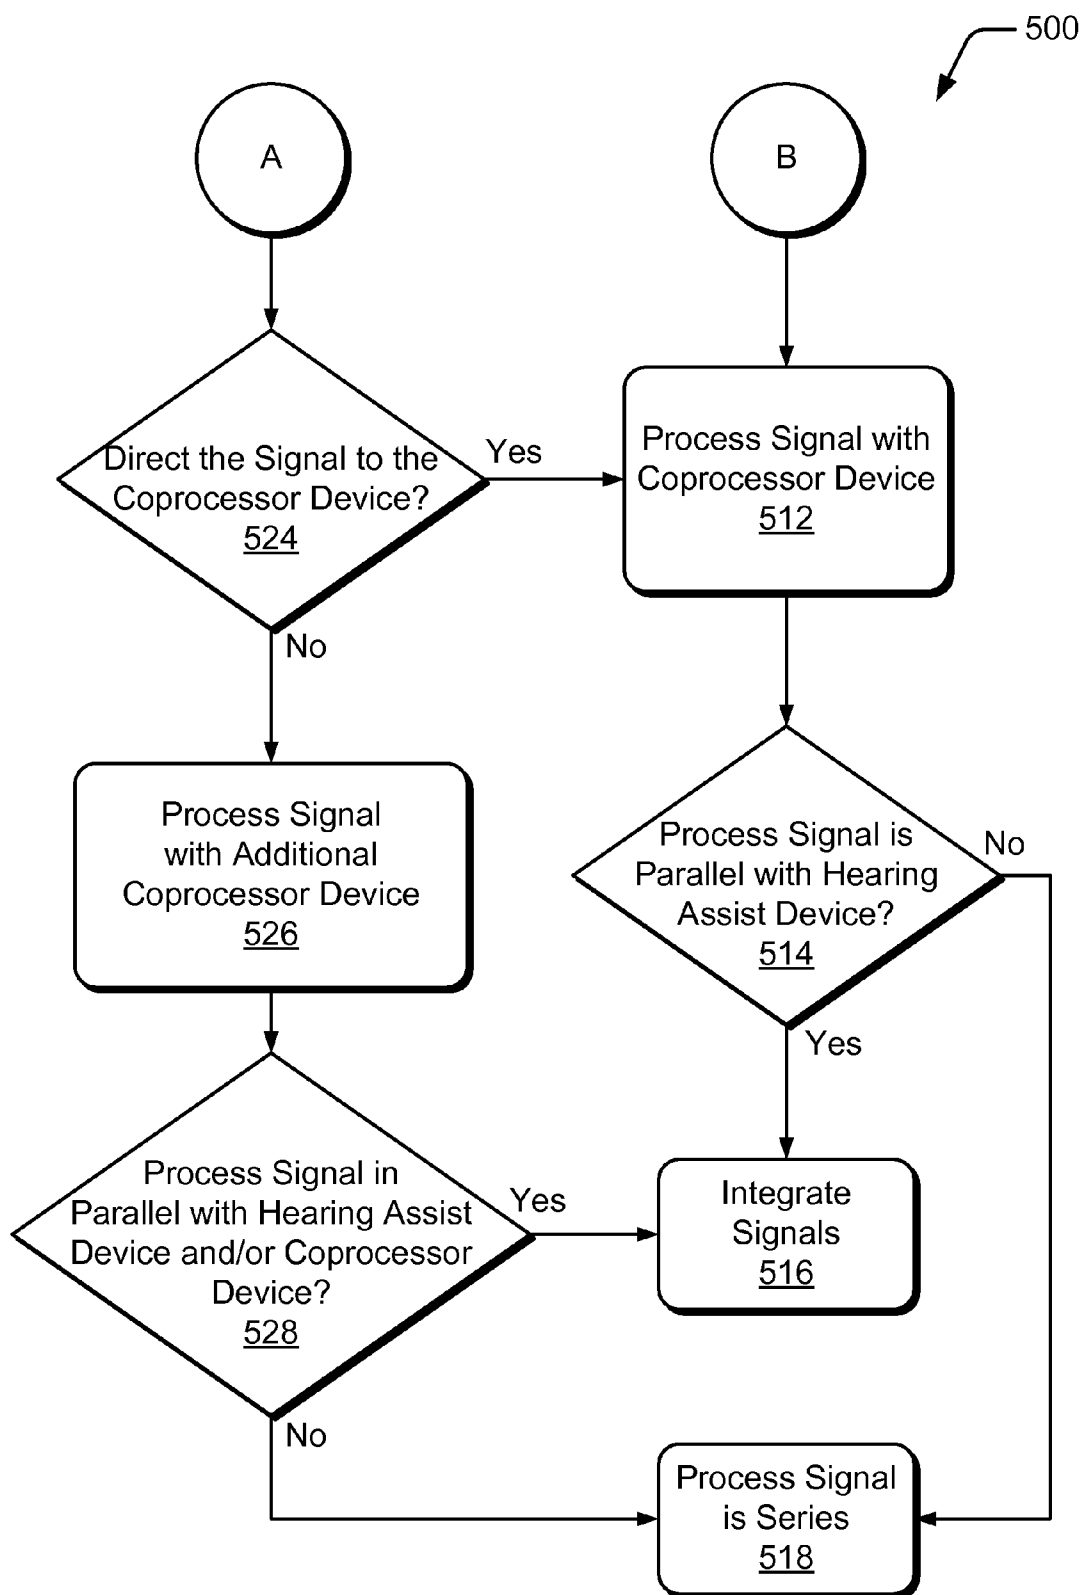 500
A
B
Direct the Signal to the
Coprocessor Device?
524
Yes
Process Signal with
Coprocessor Device
512
No
Process Signal
with Additional
Coprocessor Device
526
Process Signal is
Parallel with Hearing
Assist Device?
514
No
Yes
Process Signal in
Parallel with Hearing Assist
Device and/or Coprocessor
Device?
528
Yes
Integrate
Signals
516
No
Process Signal
is Series
518